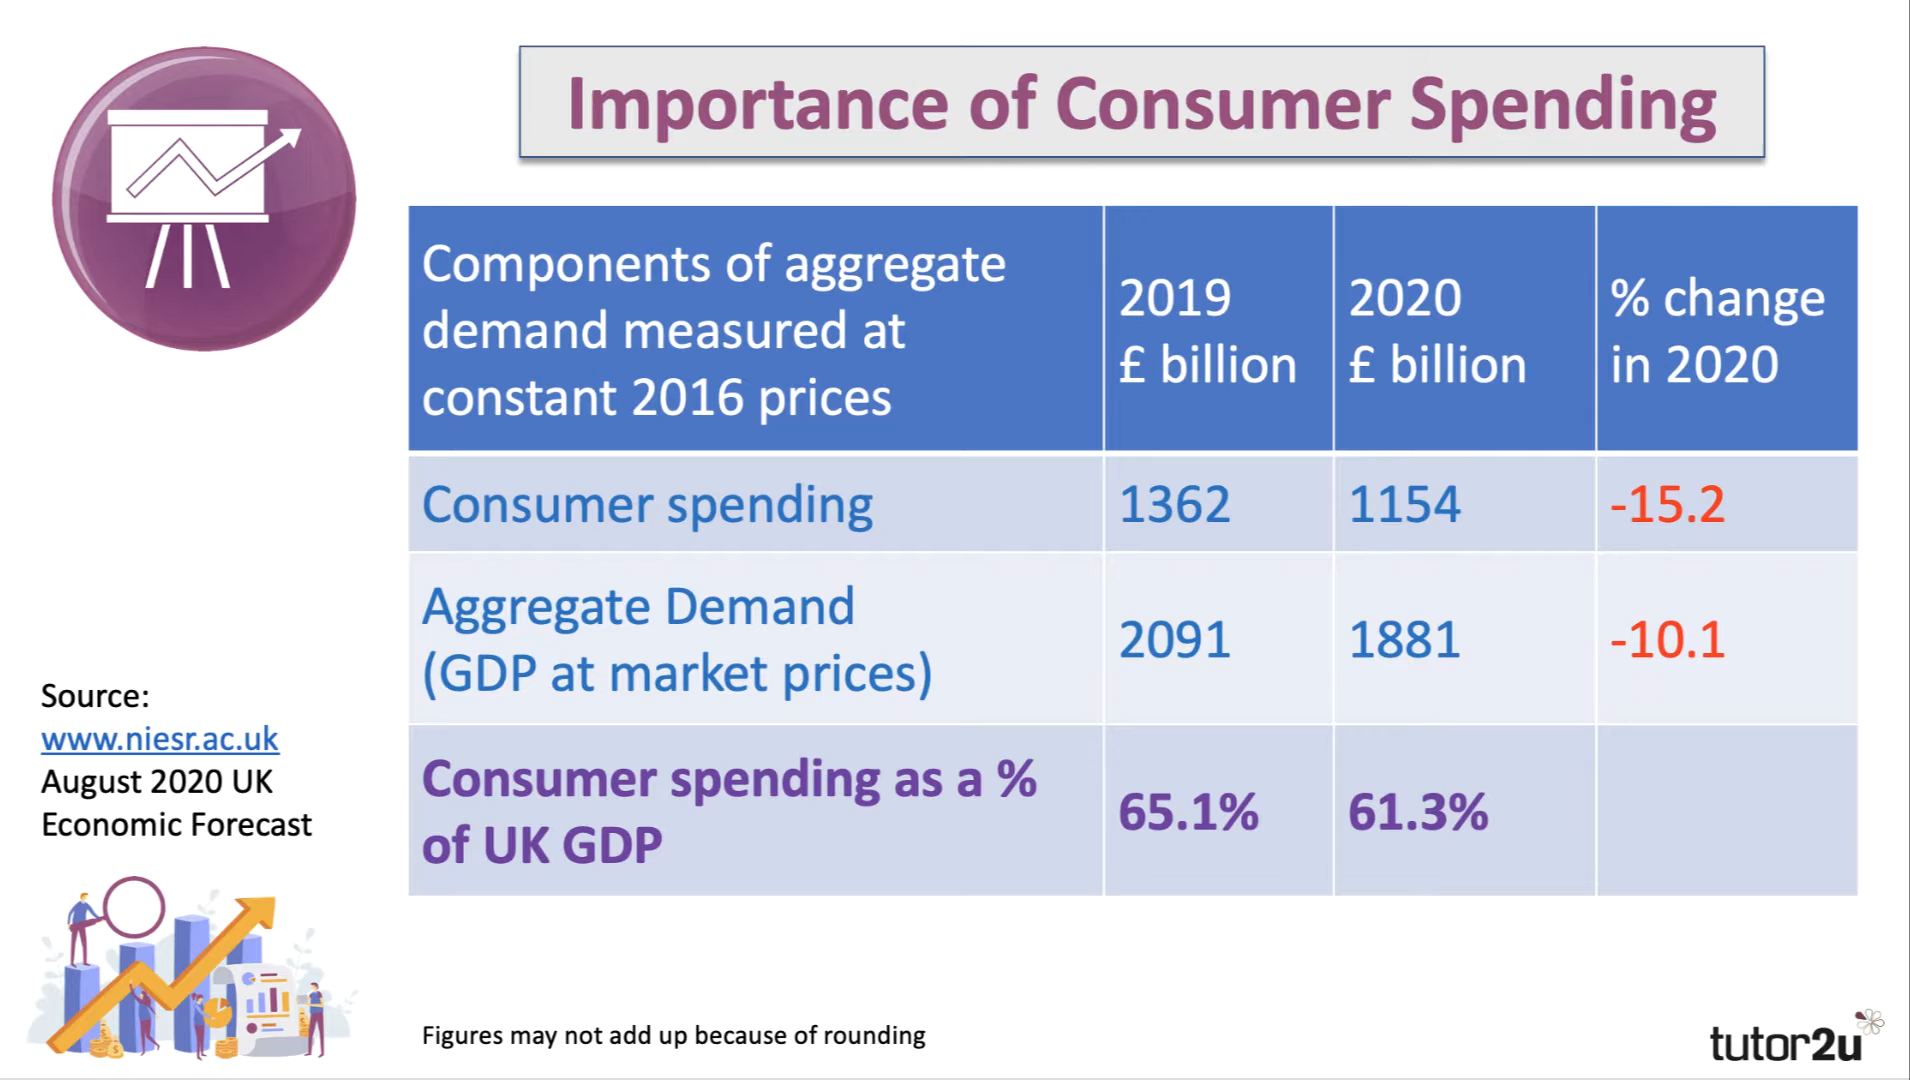 Importance of Consumer Spending
Components of aggregate
demand measured at
constant 2016 prices
2019
£ billion
2020
£ billion
% change
in 2020
Consumer spending
1362
1154
-15.2
Aggregate Demand
(GDP at market prices)
2091
1881
-10.1
Consumer spending as a %
of UK GDP
65.1%
61.3%
Source:
www.niesr.ac.uk
August 2020 UK
Economic Forecast
Figures may not add up because of rounding
tutor2u